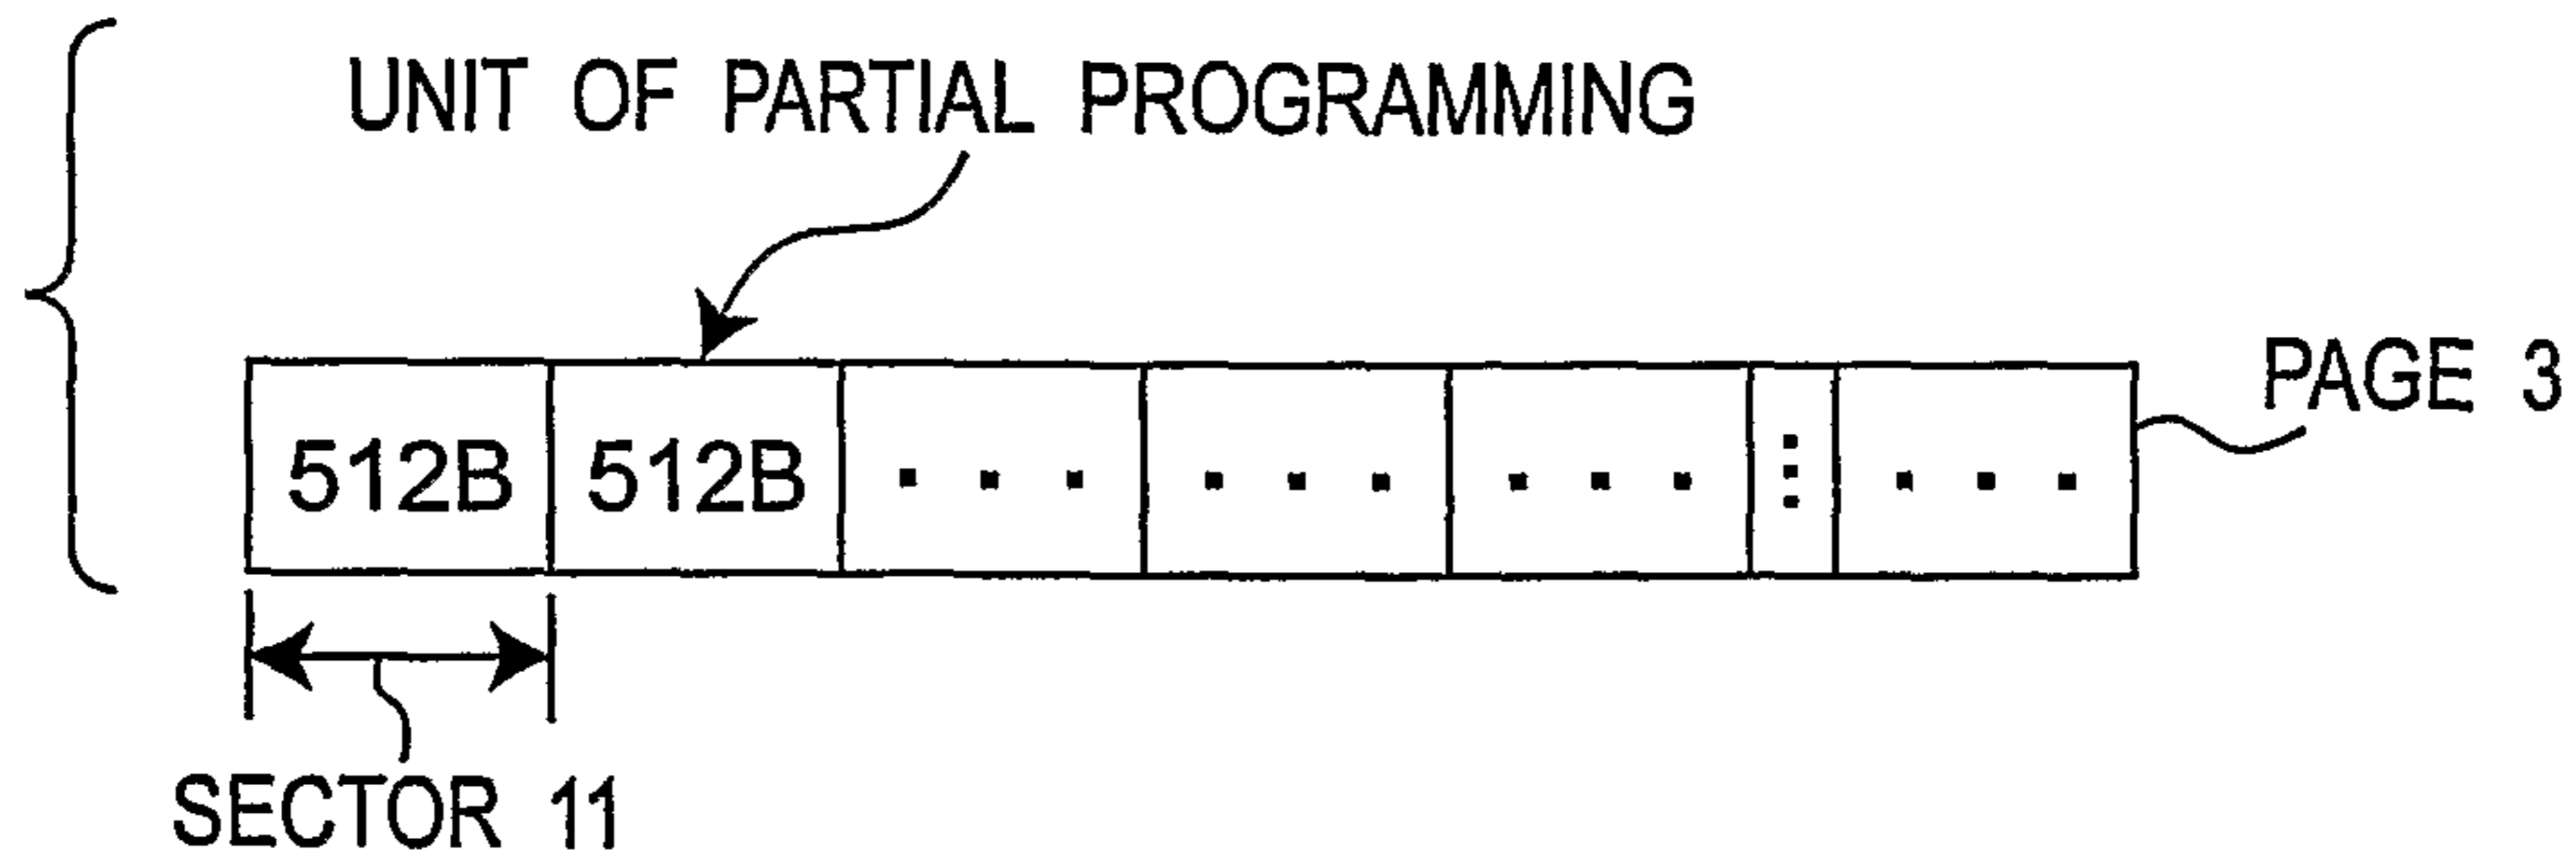 UNIT OF PARTIAL PROGRAMMING
512B 512B . . . . . . . . . ⋮ . . .
PAGE 3
SECTOR 11